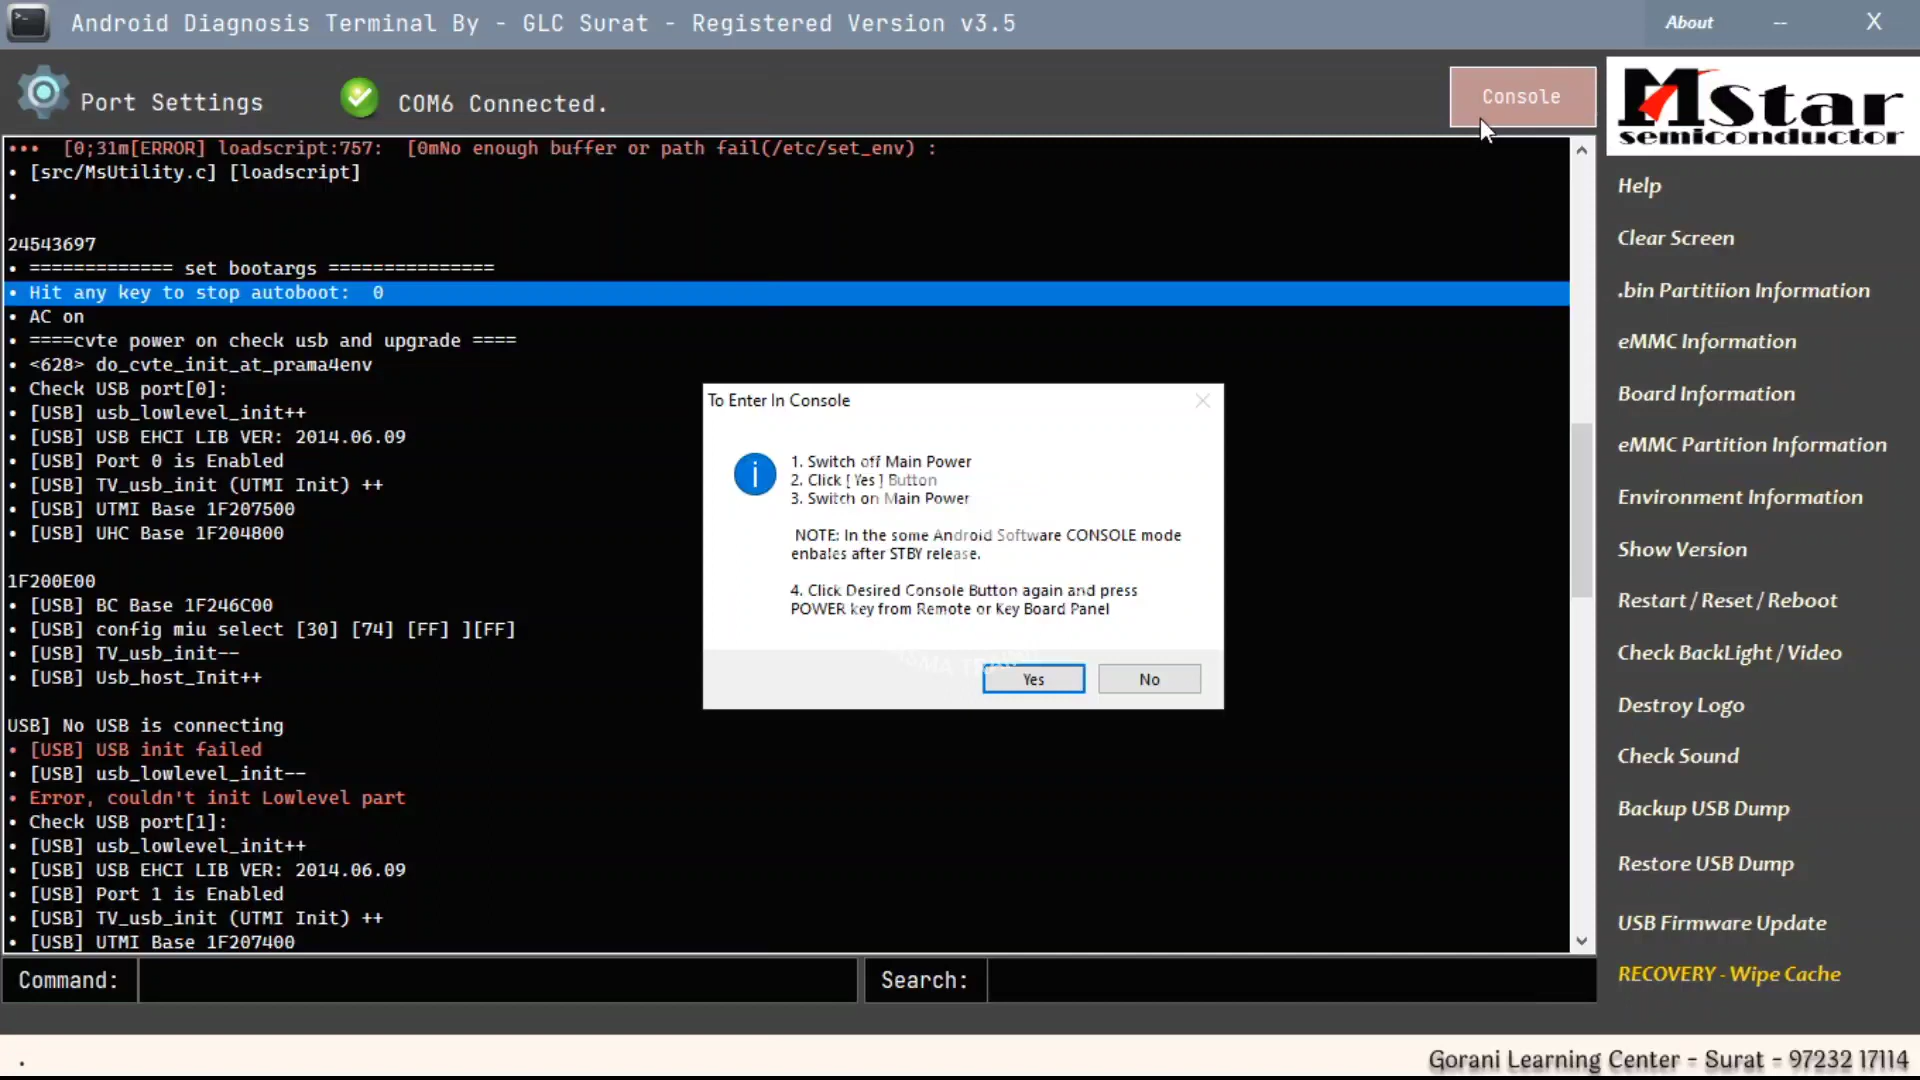 Android Diagnosis Terminal By - GLC Surat - Registered Version v3.5
About -- X
Port Settings
COM6 Connected.
Console
MStar
semiconductor
••• [0;31m[ERROR] loadscript:757: [0mNo enough buffer or path fail(/etc/set_env) :
• [src/MsUtility.c] [loadscript]
•
24543697
• ============= set bootargs ===============
• Hit any key to stop autoboot: 0
• AC on
• ====cvte power on check usb and upgrade ====
• <628> do_cvte_init_at_prama4env
• Check USB port[0]:
• [USB] usb_lowlevel_init++
• [USB] USB EHCI LIB VER: 2014.06.09
• [USB] Port 0 is Enabled
• [USB] TV_usb_init (UTMI Init) ++
• [USB] UTMI Base 1F207500
• [USB] UHC Base 1F204800
1F200E00
• [USB] BC Base 1F246C00
• [USB] config miu select [30] [74] [FF] ][FF]
• [USB] TV_usb_init--
• [USB] Usb_host_Init++
USB] No USB is connecting
• [USB] USB init failed
• [USB] usb_lowlevel_init--
• Error, couldn't init Lowlevel part
• Check USB port[1]:
• [USB] usb_lowlevel_init++
• [USB] USB EHCI LIB VER: 2014.06.09
• [USB] Port 1 is Enabled
• [USB] TV_usb_init (UTMI Init) ++
• [USB] UTMI Base 1F207400
To Enter In Console
1. Switch off Main Power
2. Click [ Yes ] Button
3. Switch on Main Power
NOTE: In the some Android Software CONSOLE mode
enbales after STBY release.
4. Click Desired Console Button again and press
POWER key from Remote or Key Board Panel
Yes
No
Help
Clear Screen
.bin Partitiion Information
eMMC Information
Board Information
eMMC Partition Information
Environment Information
Show Version
Restart / Reset / Reboot
Check BackLight / Video
Destroy Logo
Check Sound
Backup USB Dump
Restore USB Dump
USB Firmware Update
RECOVERY - Wipe Cache
Command:
Search:
.
Gorani Learning Center - Surat - 97232 17114